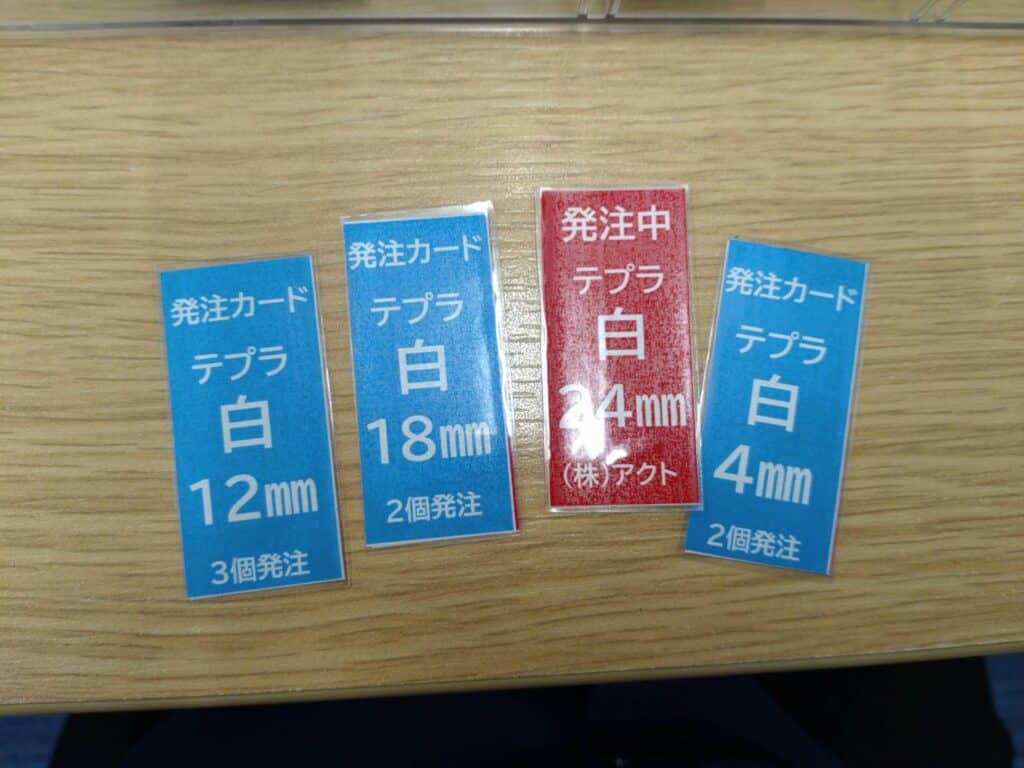 発注カード
テプラ
白
12㎜
3個発注
発注カード
テプラ
白
18㎜
2個発注
発注中
テプラ
白
24㎜
(株)アクト
発注カード
テプラ
白
4㎜
2個発注